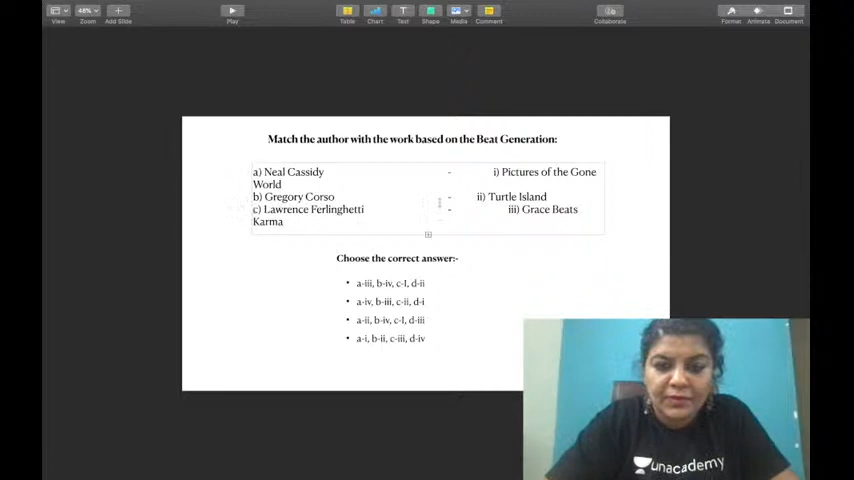 View
48%
Zoom
Add Slide
Play
Table
Chart
Text
Shape
Media
Comment
Collaborate
Format
Animate
Document
Match the author with the work based on the Beat Generation:
a) Neal Cassidy - i) Pictures of the Gone
World
b) Gregory Corso - ii) Turtle Island
c) Lawrence Ferlinghetti - iii) Grace Beats
Karma
Choose the correct answer:-
• a-iii, b-iv, c-I, d-ii
• a-iv, b-iii, c-ii, d-i
• a-ii, b-iv, c-I, d-iii
• a-i, b-ii, c-iii, d-iv
unacademy